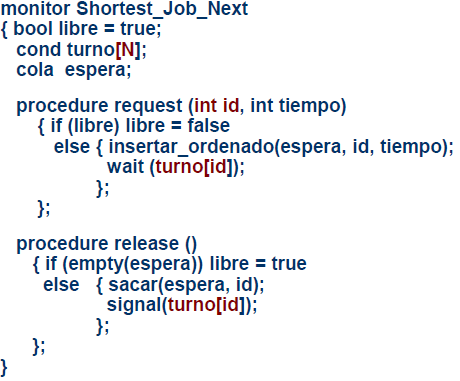 monitor Shortest_Job_Next
{ bool libre = true;
cond turno[N];
cola espera;
procedure request (int id, int tiempo)
{ if (libre) libre = false
else { insertar_ordenado(espera, id, tiempo);
wait (turno[id]);
};
};
procedure release ()
{ if (empty(espera)) libre = true
else { sacar(espera, id);
signal(turno[id]);
};
};
}